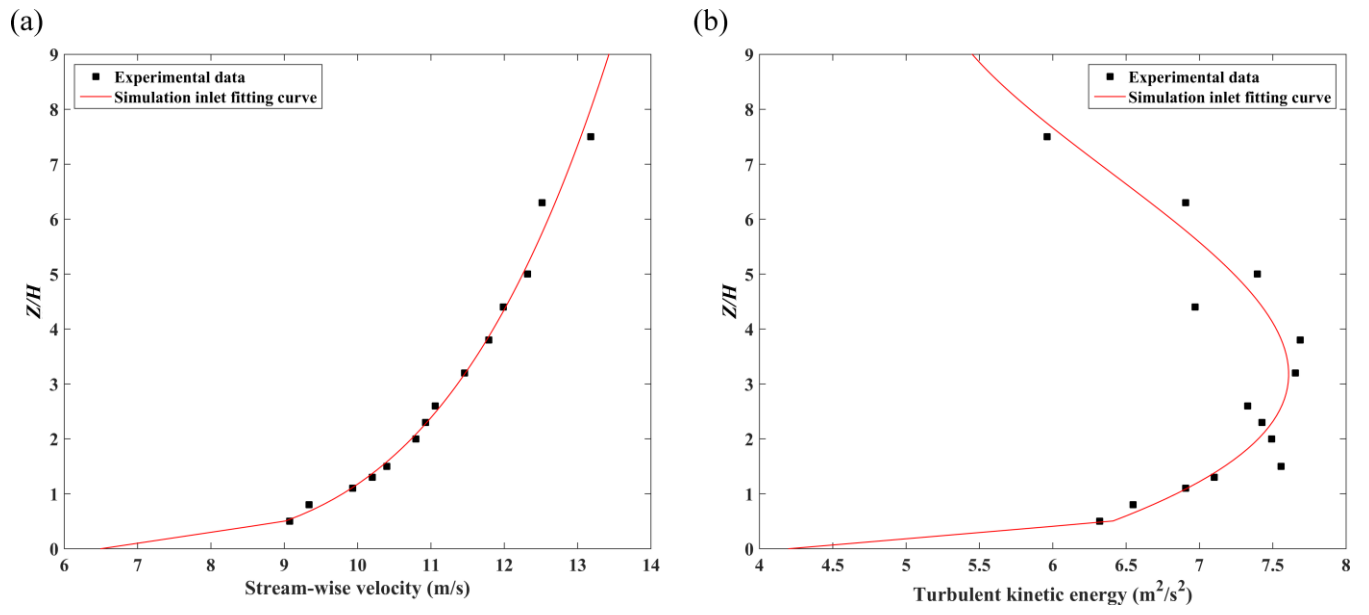 (a)
9
8
7
6
5
4
3
2
1
0
Z/H
Experimental data
Simulation inlet fitting curve
6 7 8 9 10 11 12 13 14
Stream-wise velocity (m/s)
(b)
9
8
7
6
5
4
3
2
1
0
Z/H
Experimental data
Simulation inlet fitting curve
4 4.5 5 5.5 6 6.5 7 7.5 8
Turbulent kinetic energy (m²/s²)